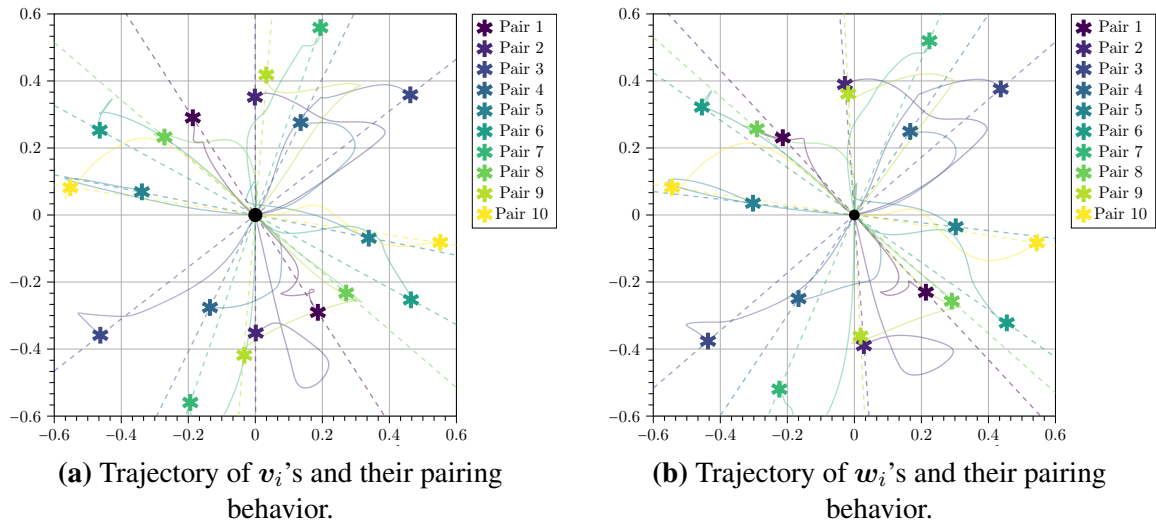 0.6
0.4
0.2
0
−0.2
−0.4
−0.6
−0.6 −0.4 −0.2 0 0.2 0.4 0.6
Pair 1
Pair 2
Pair 3
Pair 4
Pair 5
Pair 6
Pair 7
Pair 8
Pair 9
Pair 10
(a) Trajectory of v_i's and their pairing
behavior.
0.6
0.4
0.2
0
−0.2
−0.4
−0.6
−0.6 −0.4 −0.2 0 0.2 0.4 0.6
Pair 1
Pair 2
Pair 3
Pair 4
Pair 5
Pair 6
Pair 7
Pair 8
Pair 9
Pair 10
(b) Trajectory of w_i's and their pairing
behavior.